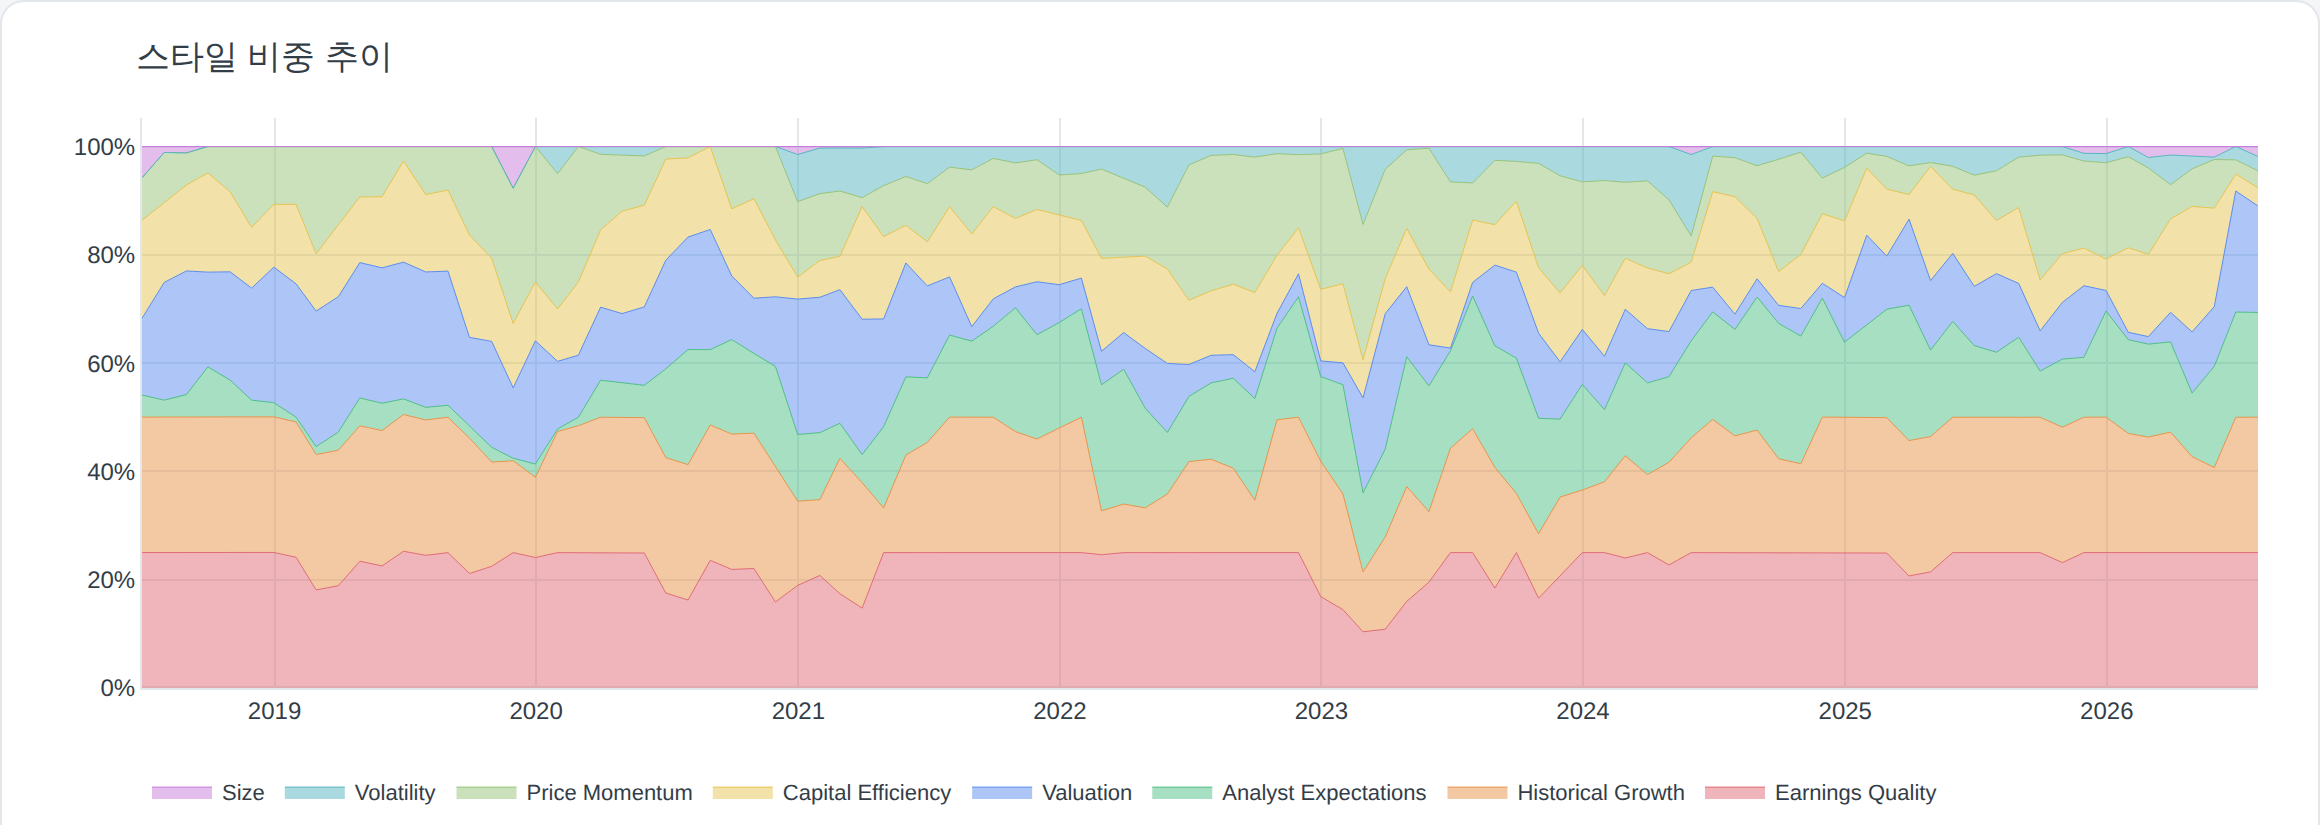 스타일 비중 추이
100%
80%
60%
40%
20%
0%
2019 2020 2021 2022 2023 2024 2025 2026
Size Volatility Price Momentum Capital Efficiency Valuation Analyst Expectations Historical Growth Earnings Quality